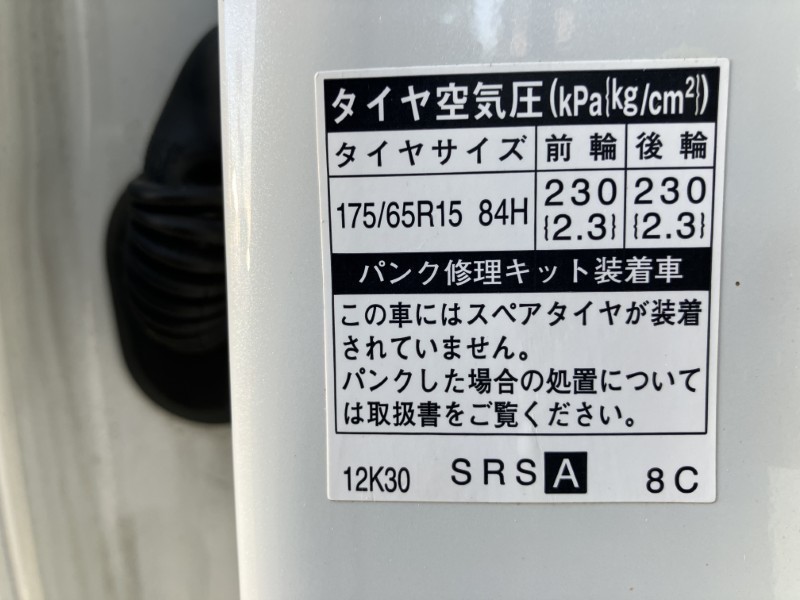 タイヤ空気圧(kPa{kg/cm²})
タイヤサイズ 前輪 後輪
175/65R15 84H 230 230
{2.3} {2.3}
パンク修理キット装着車
この車にはスペアタイヤが装着
されていません。
パンクした場合の処置について
は取扱書をご覧ください。
12K30 SRS A 8C